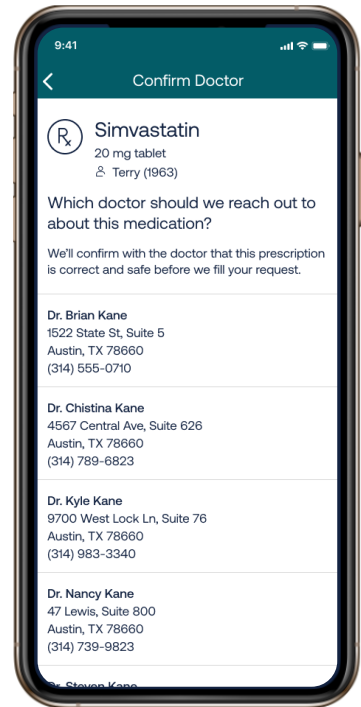 9:41
Confirm Doctor
Rx
Simvastatin
20 mg tablet
Terry (1963)
Which doctor should we reach out to
about this medication?
We'll confirm with the doctor that this prescription
is correct and safe before we fill your request.
Dr. Brian Kane
1522 State St, Suite 5
Austin, TX 78660
(314) 555-0710
Dr. Chistina Kane
4567 Central Ave, Suite 626
Austin, TX 78660
(314) 789-6823
Dr. Kyle Kane
9700 West Lock Ln, Suite 76
Austin, TX 78660
(314) 983-3340
Dr. Nancy Kane
47 Lewis, Suite 800
Austin, TX 78660
(314) 739-9823
Dr. Steven Kane